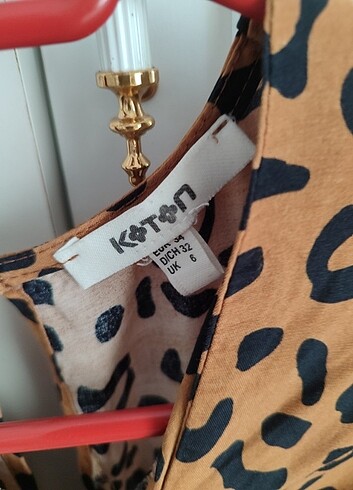 KOTON
EUR 34
D/CH 32
UK 6